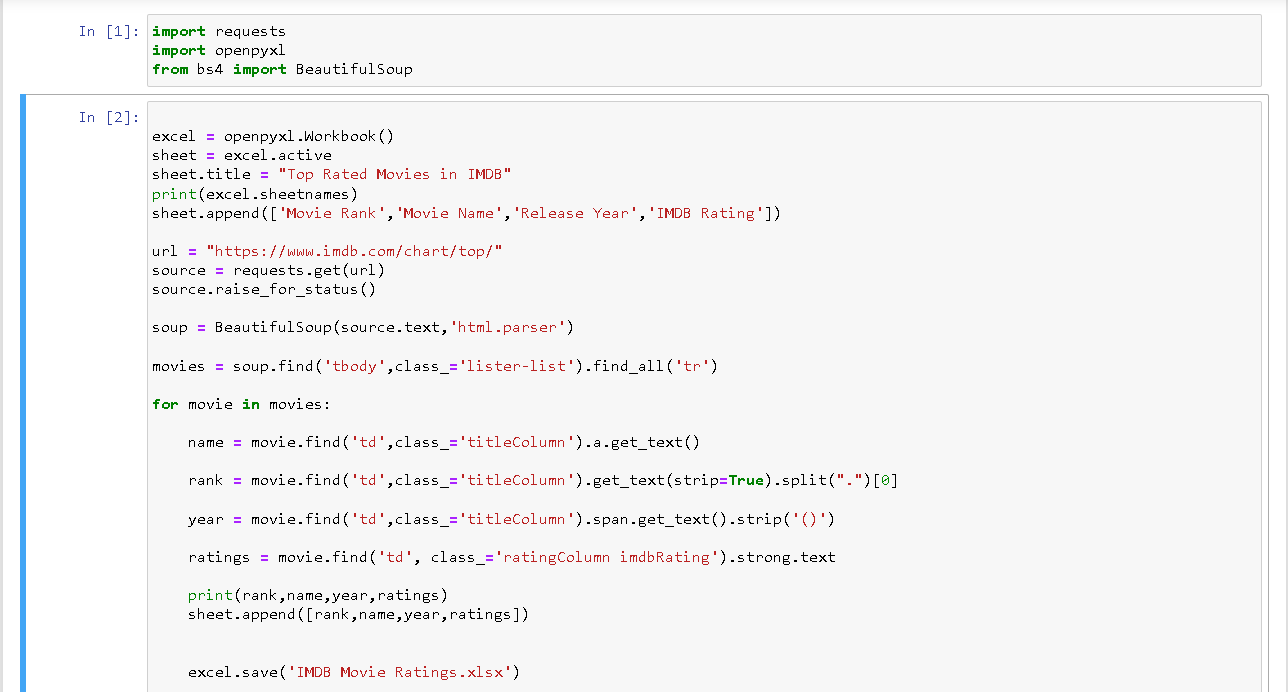 In [1]:
import requests
import openpyxl
from bs4 import BeautifulSoup
In [2]:
excel = openpyxl.Workbook()
sheet = excel.active
sheet.title = "Top Rated Movies in IMDB"
print(excel.sheetnames)
sheet.append(['Movie Rank','Movie Name','Release Year','IMDB Rating'])
url = "https://www.imdb.com/chart/top/"
source = requests.get(url)
source.raise_for_status()
soup = BeautifulSoup(source.text,'html.parser')
movies = soup.find('tbody',class_='lister-list').find_all('tr')
for movie in movies:
    name = movie.find('td',class_='titleColumn').a.get_text()
    rank = movie.find('td',class_='titleColumn').get_text(strip=True).split(".")[0]
    year = movie.find('td',class_='titleColumn').span.get_text().strip('()')
    ratings = movie.find('td', class_='ratingColumn imdbRating').strong.text
    print(rank,name,year,ratings)
    sheet.append([rank,name,year,ratings])
    excel.save('IMDB Movie Ratings.xlsx')